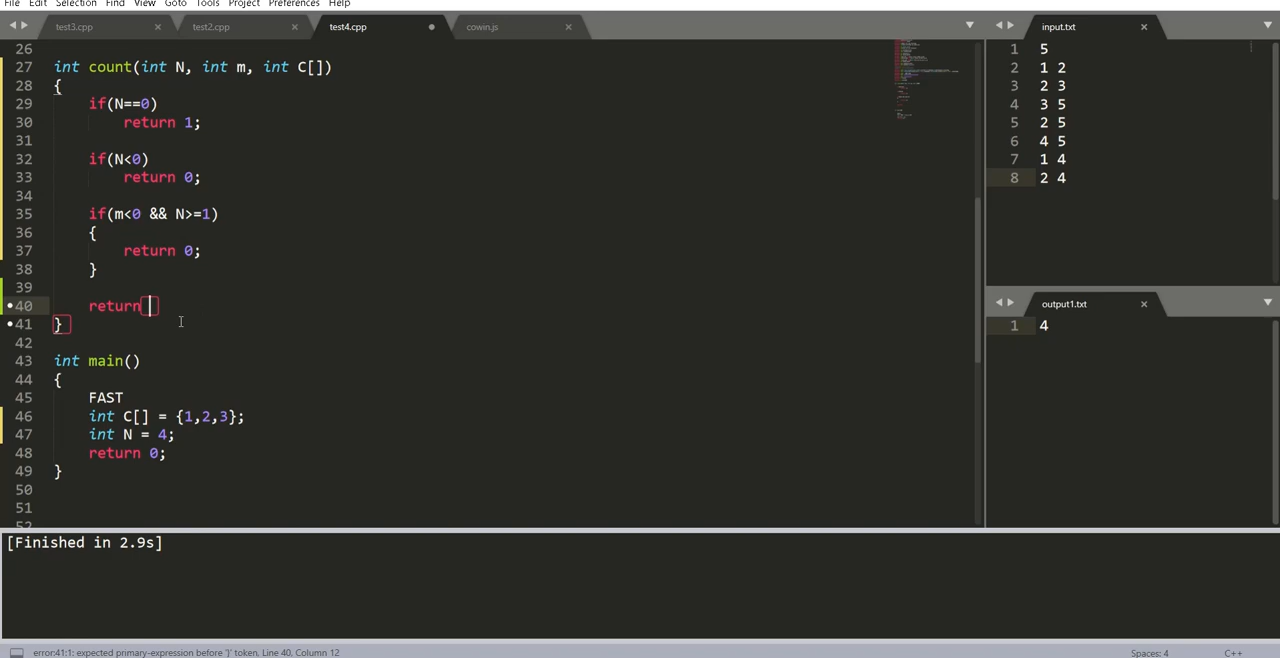 File Edit Selection Find View Goto Tools Project Preferences Help
test3.cpp test2.cpp test4.cpp cowin.js
26
27 int count(int N, int m, int C[])
28 {
29 if(N==0)
30 return 1;
31
32 if(N<0)
33 return 0;
34
35 if(m<0 && N>=1)
36 {
37 return 0;
38 }
39
40 return
41 }
42
43 int main()
44 {
45 FAST
46 int C[] = {1,2,3};
47 int N = 4;
48 return 0;
49 }
50
51
52
input.txt
1 5
2 1 2
3 2 3
4 3 5
5 2 5
6 4 5
7 1 4
8 2 4
output1.txt
1 4
[Finished in 2.9s]
error:41:1: expected primary-expression before '}' token. Line 40, Column 12
Spaces: 4
C++